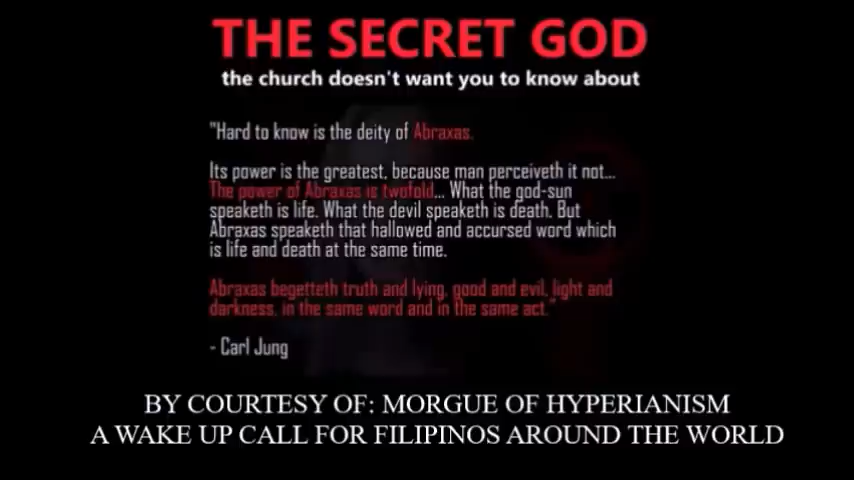 THE SECRET GOD
the church doesn't want you to know about
"Hard to know is the deity of Abraxas.
Its power is the greatest, because man perceiveth it not...
The power of Abraxas is twofold... What the god-sun
speaketh is life. What the devil speaketh is death. But
Abraxas speaketh that hallowed and accursed word which
is life and death at the same time.
Abraxas begetteth truth and lying, good and evil, light and
darkness, in the same word and in the same act."
- Carl Jung
BY COURTESY OF: MORGUE OF HYPERIANISM
A WAKE UP CALL FOR FILIPINOS AROUND THE WORLD